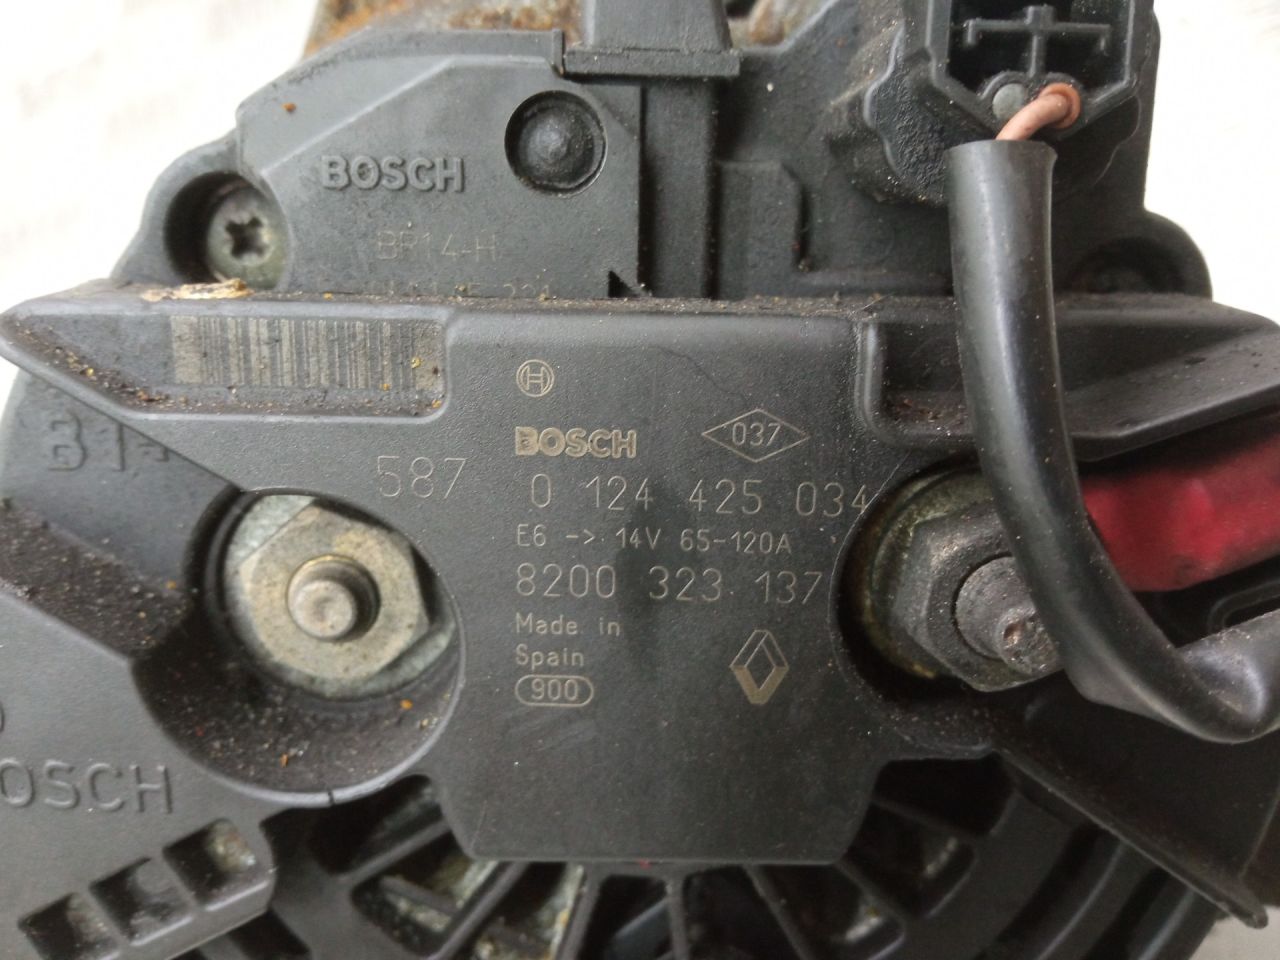 BOSCH
BR14-H
B14
BOSCH
037
587
0 124 425 034
E6 -> 14V 65-120A
8200 323 137
Made in
Spain
900
BOSCH